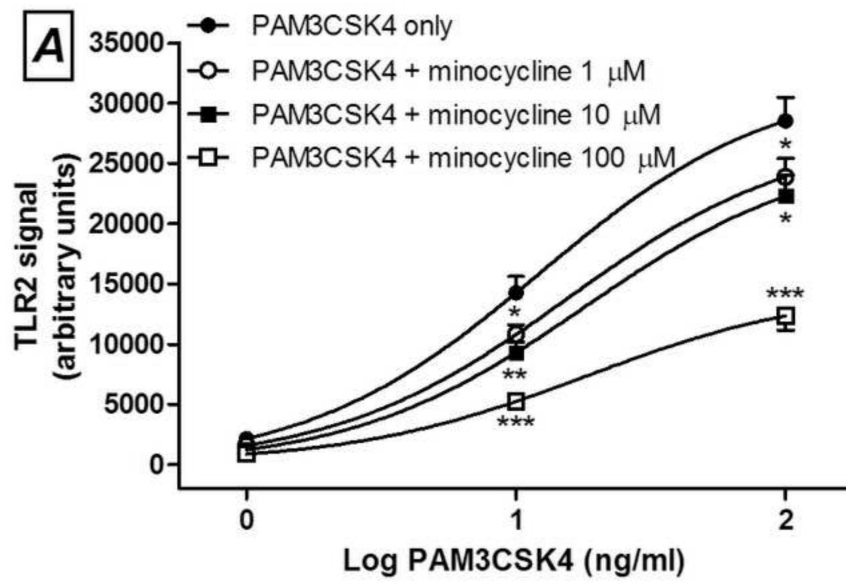 A
PAM3CSK4 only
PAM3CSK4 + minocycline 1 μM
PAM3CSK4 + minocycline 10 μM
PAM3CSK4 + minocycline 100 μM
35000
30000
25000
20000
15000
10000
5000
0
TLR2 signal
(arbitrary units)
*
*
***
*
**
***
0 1 2
Log PAM3CSK4 (ng/ml)